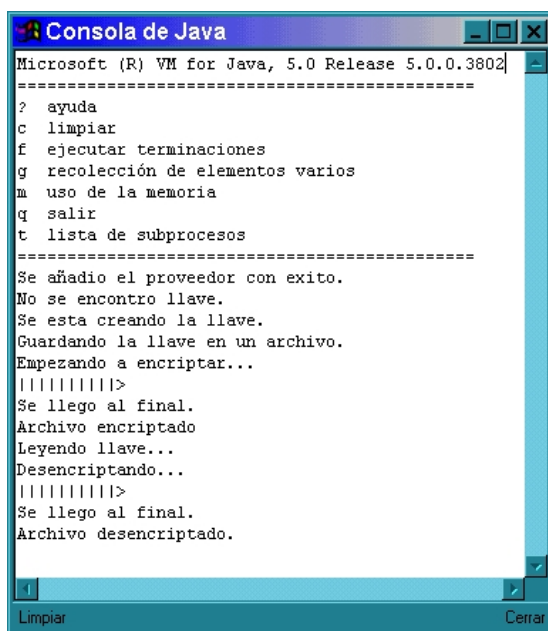 Consola de Java
Microsoft (R) VM for Java, 5.0 Release 5.0.0.3802
==============================================
?  ayuda
c  limpiar
f  ejecutar terminaciones
g  recolección de elementos varios
m  uso de la memoria
q  salir
t  lista de subprocesos
==============================================
Se añadio el proveedor con exito.
No se encontro llave.
Se esta creando la llave.
Guardando la llave en un archivo.
Empezando a encriptar...
||||||||||>
Se llego al final.
Archivo encriptado
Leyendo llave...
Desencriptando...
||||||||||>
Se llego al final.
Archivo desencriptado.
Limpiar Cerrar